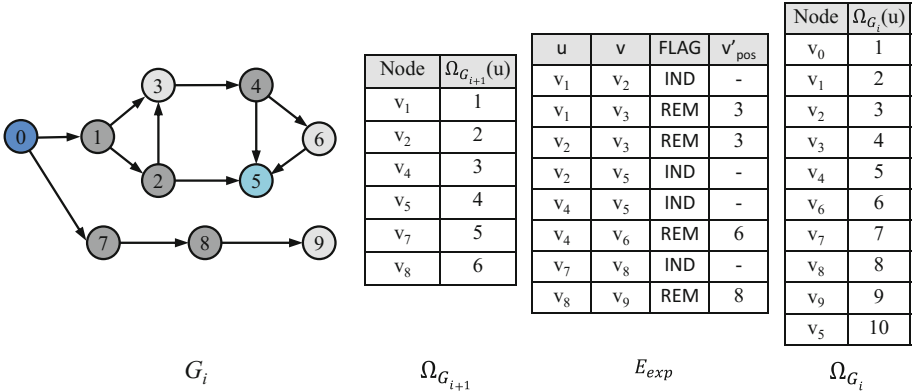 0
1
2
3
4
5
6
7
8
9
G_i
Node Ω_{G_{i+1}}(u)
v₁ 1
v₂ 2
v₄ 3
v₅ 4
v₇ 5
v₈ 6
Ω_{G_{i+1}}
u v FLAG v'_pos
v₁ v₂ IND -
v₁ v₃ REM 3
v₂ v₃ REM 3
v₂ v₅ IND -
v₄ v₅ IND -
v₄ v₆ REM 6
v₇ v₈ IND -
v₈ v₉ REM 8
E_exp
Node Ω_{G_i}(u)
v₀ 1
v₁ 2
v₂ 3
v₃ 4
v₄ 5
v₆ 6
v₇ 7
v₈ 8
v₉ 9
v₅ 10
Ω_{G_i}